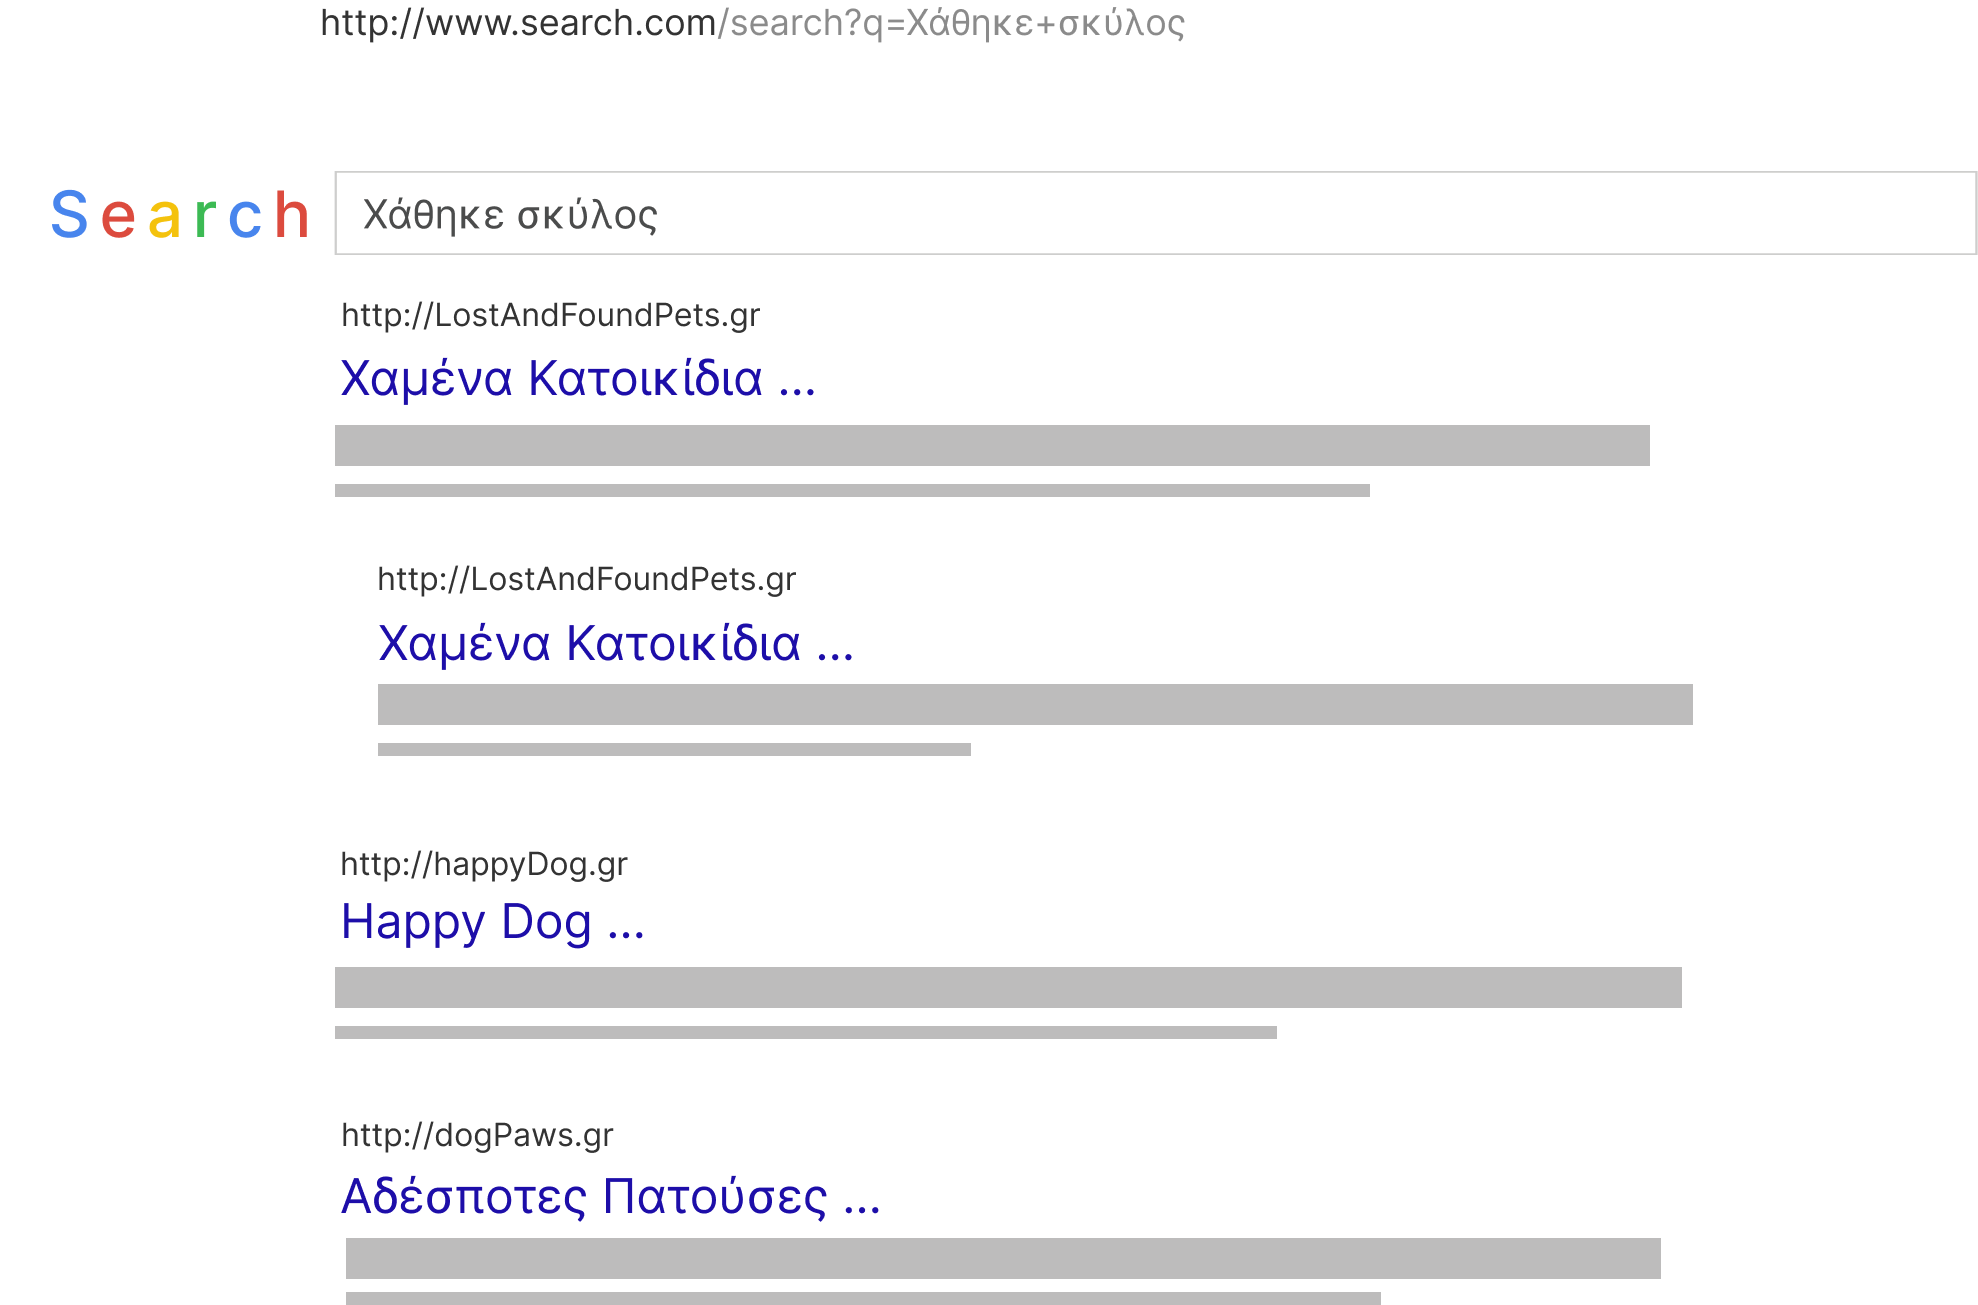 http://www.search.com/search?q=Χάθηκε+σκύλος
Search
Χάθηκε σκύλος
http://LostAndFoundPets.gr
Χαμένα Κατοικίδια ...
http://LostAndFoundPets.gr
Χαμένα Κατοικίδια ...
http://happyDog.gr
Happy Dog ...
http://dogPaws.gr
Αδέσποτες Πατούσες ...